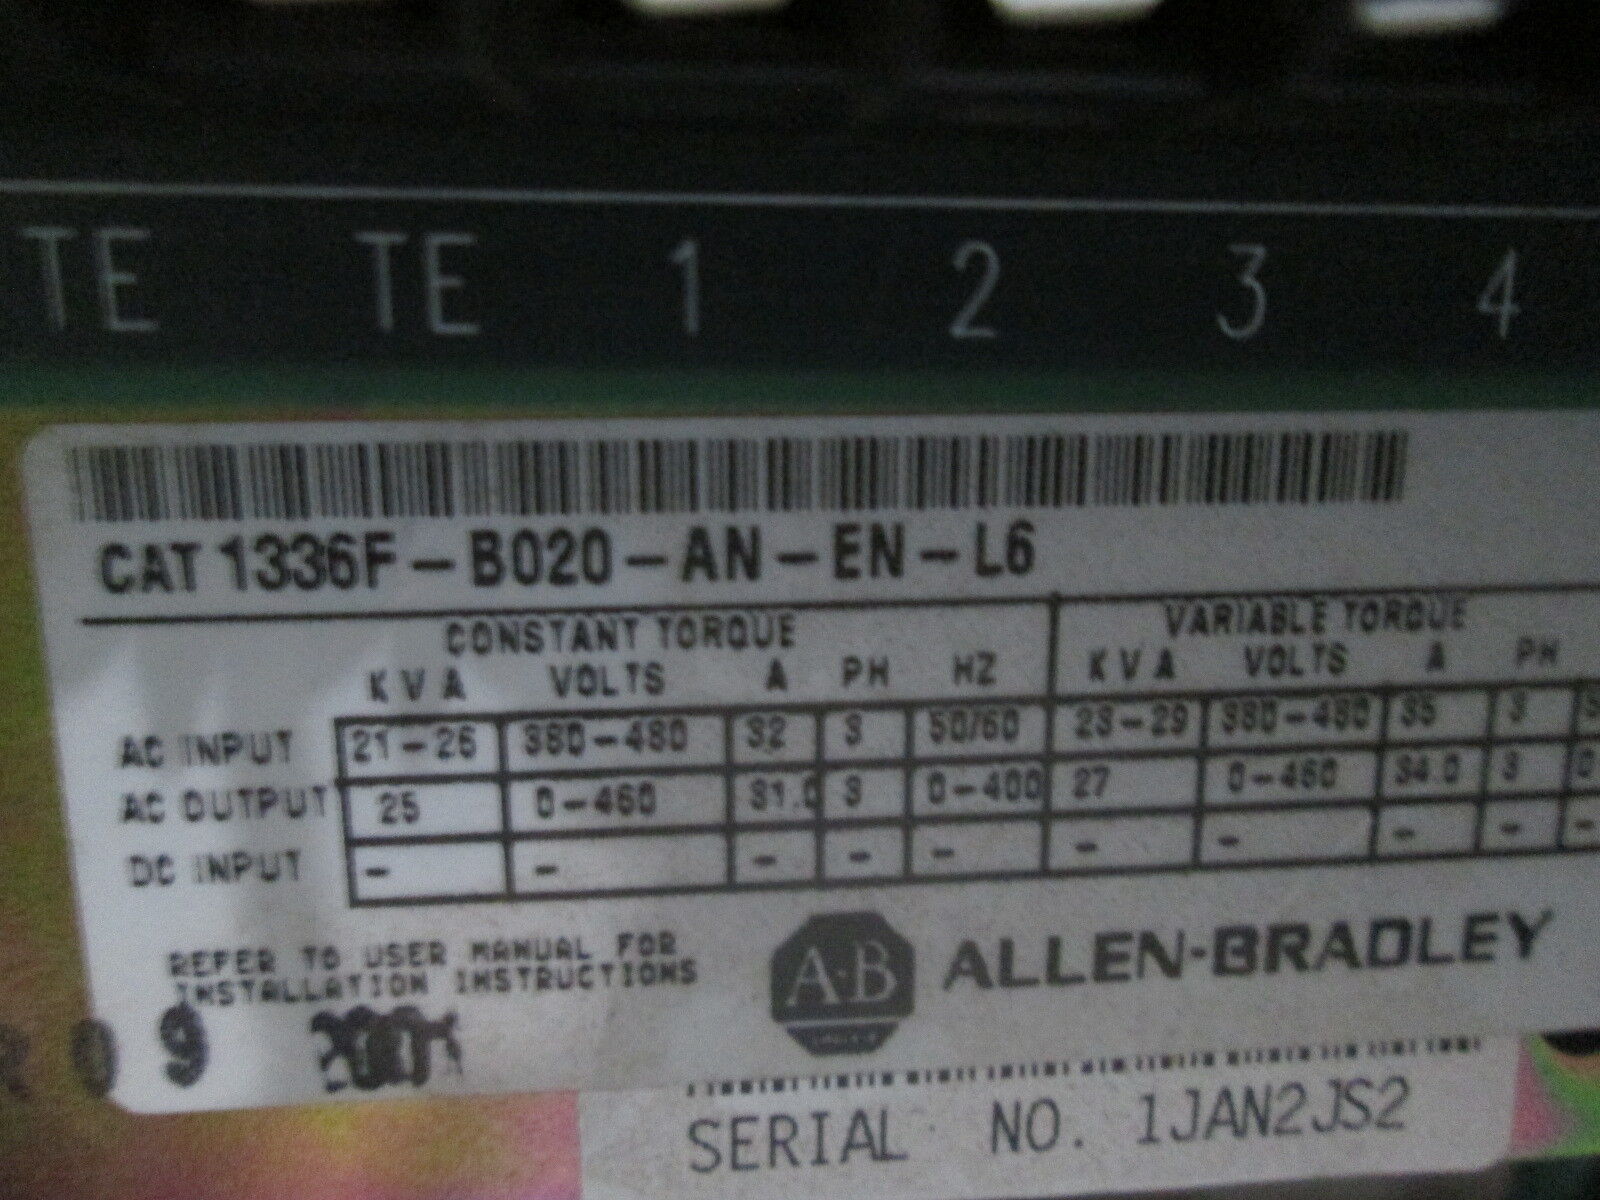 TE TE 1 2 3 4
CAT 1336F-B020-AN-EN-L6
CONSTANT TORQUE VARIABLE TORQUE
KVA VOLTS A PH HZ KVA VOLTS A PH
AC INPUT 21-26 380-480 32 3 50/60 23-29 380-480 35 3
AC OUTPUT 25 0-460 31.0 3 0-400 27 0-460 34.0 3 0
DC INPUT - - - - - - - - - -
REFER TO USER MANUAL FOR
INSTALLATION INSTRUCTIONS
A·B ALLEN-BRADLEY
09
SERIAL NO. 1JAN2JS2